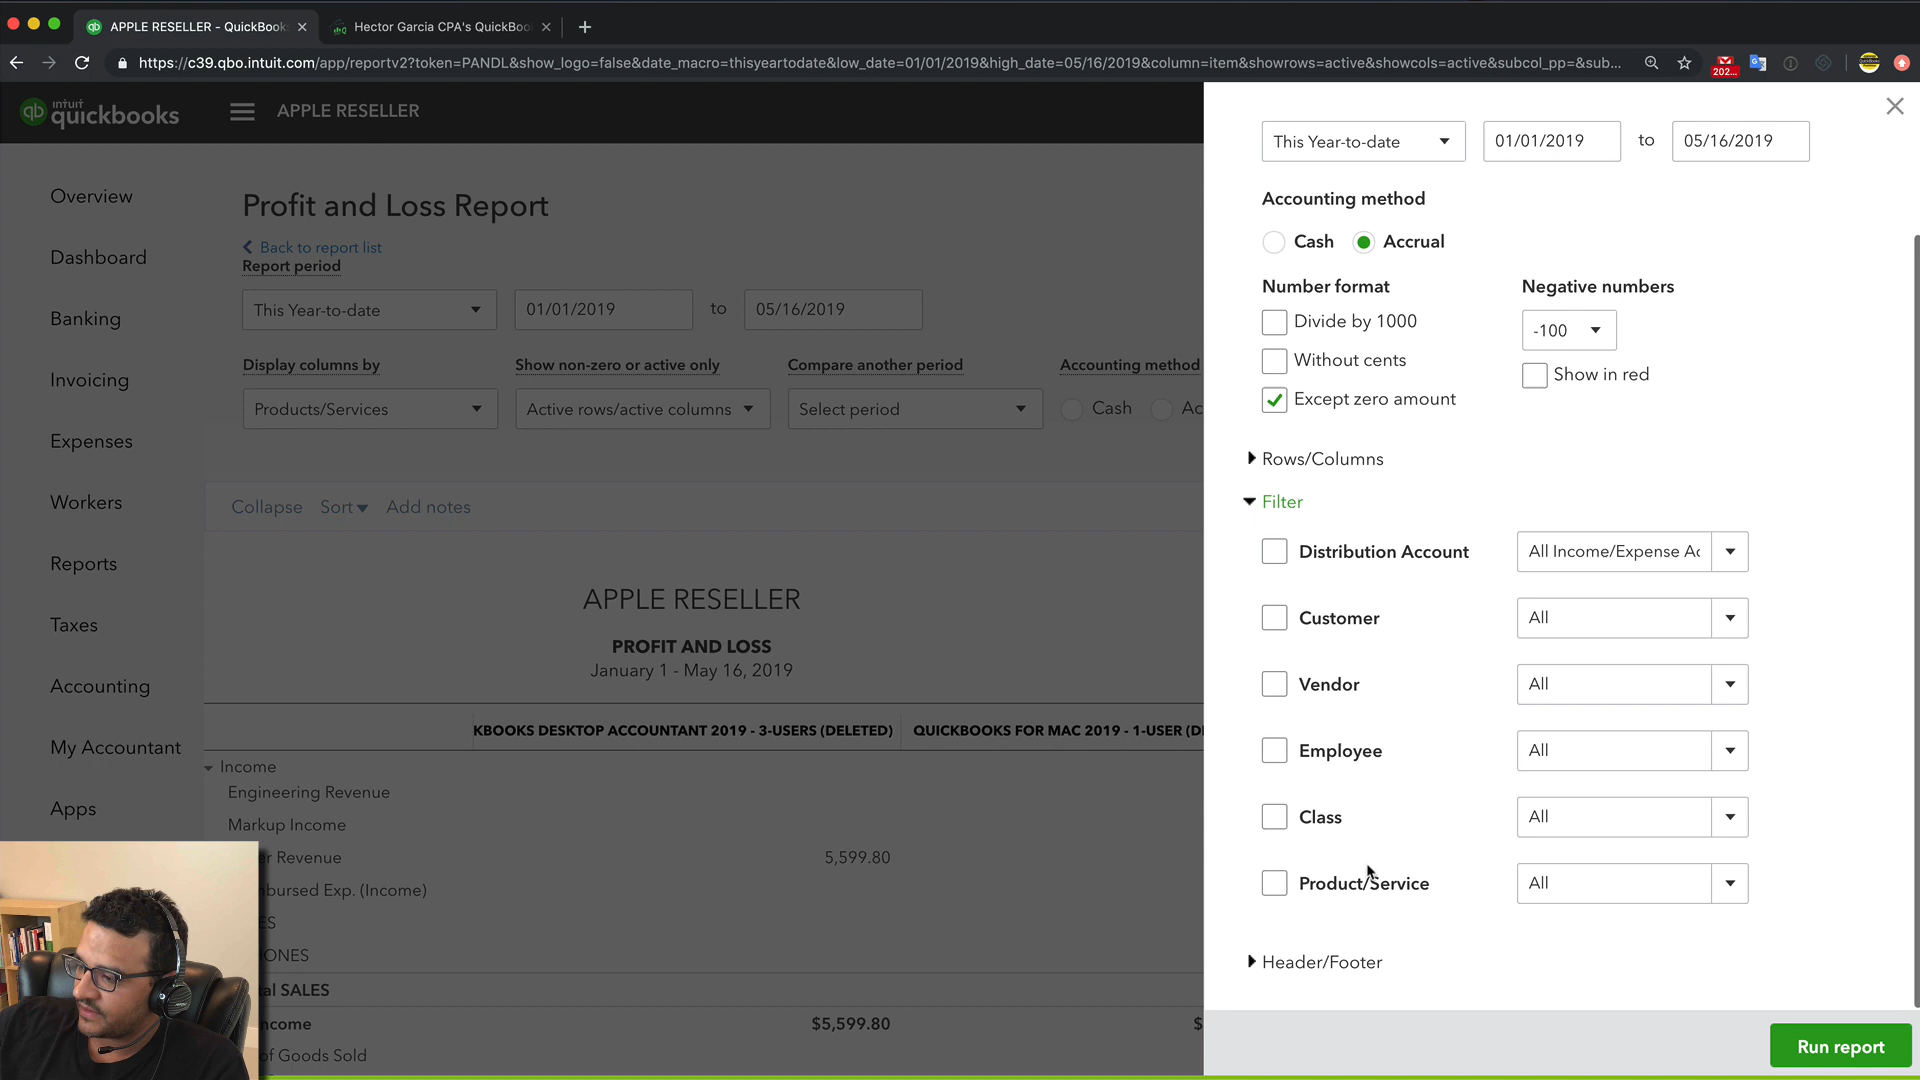 APPLE RESELLER - QuickBook
Hector Garcia CPA's QuickBoo
https://c39.qbo.intuit.com/app/reportv2?token=PANDL&show_logo=false&date_macro=thisyeartodate&low_date=01/01/2019&high_date=05/16/2019&column=item&showrows=active&showcols=active&subcol_pp=&sub...
202...
intuit
quickbooks
APPLE RESELLER
Overview
Dashboard
Banking
Invoicing
Expenses
Workers
Reports
Taxes
Accounting
My Accountant
Apps
Profit and Loss Report
Back to report list
Report period
This Year-to-date
01/01/2019
to
05/16/2019
Display columns by
Show non-zero or active only
Compare another period
Accounting method
Products/Services
Active rows/active columns
Select period
Cash
Ac
Collapse
Sort
Add notes
APPLE RESELLER
PROFIT AND LOSS
January 1 - May 16, 2019
KBOOKS DESKTOP ACCOUNTANT 2019 - 3-USERS (DELETED)
QUICKBOOKS FOR MAC 2019 - 1-USER (DE
Income
Engineering Revenue
Markup Income
er Revenue 5,599.80
bursed Exp. (Income)
ES
ONES
tal SALES
ncome $5,599.80 $
of Goods Sold
This Year-to-date
01/01/2019
to
05/16/2019
Accounting method
Cash
Accrual
Number format
Negative numbers
Divide by 1000
-100
Without cents
Show in red
Except zero amount
Rows/Columns
Filter
Distribution Account
All Income/Expense Ac
Customer
All
Vendor
All
Employee
All
Class
All
Product/Service
All
Header/Footer
Run report